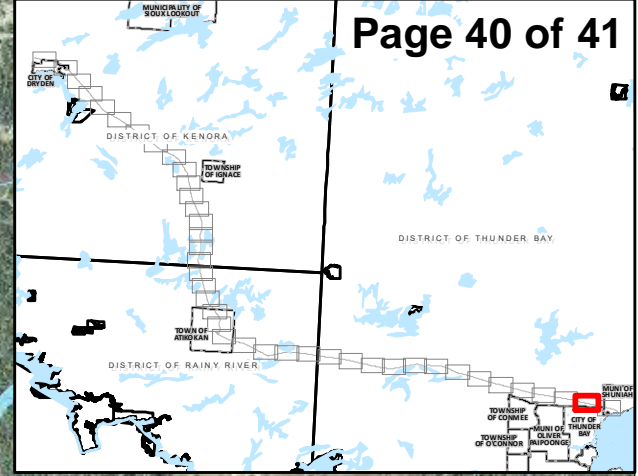 MUNICIPALITY OF
SIOUX LOOKOUT
Page 40 of 41
CITY OF
DRYDEN
DISTRICT OF KENORA
TOWNSHIP
OF IGNACE
DISTRICT OF THUNDER BAY
TOWN OF
ATIKOKAN
DISTRICT OF RAINY RIVER
MUNI OF
SHUNIAH
TOWNSHIP
OF CONMEE
CITY OF
THUNDER
BAY
MUNI OF
OLIVER
PAIPOONGE
TOWNSHIP
OF O'CONNOR